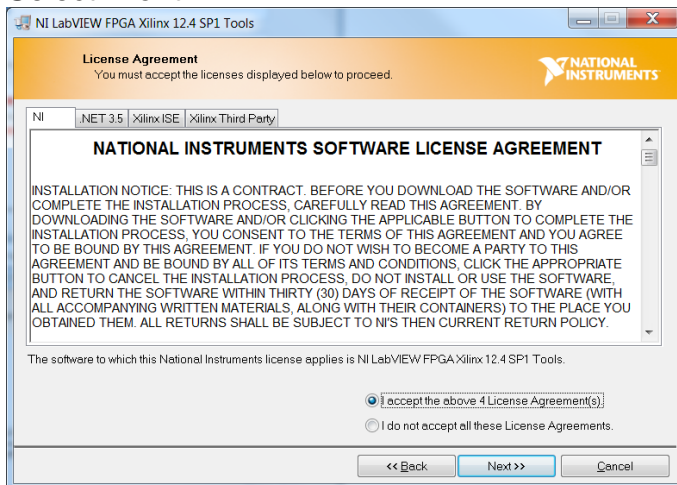 NI LabVIEW FPGA Xilinx 12.4 SP1 Tools
License Agreement
You must accept the licenses displayed below to proceed.
NATIONAL
INSTRUMENTS
NI
.NET 3.5
Xilinx ISE
Xilinx Third Party
NATIONAL INSTRUMENTS SOFTWARE LICENSE AGREEMENT
INSTALLATION NOTICE: THIS IS A CONTRACT. BEFORE YOU DOWNLOAD THE SOFTWARE AND/OR
COMPLETE THE INSTALLATION PROCESS, CAREFULLY READ THIS AGREEMENT. BY
DOWNLOADING THE SOFTWARE AND/OR CLICKING THE APPLICABLE BUTTON TO COMPLETE THE
INSTALLATION PROCESS, YOU CONSENT TO THE TERMS OF THIS AGREEMENT AND YOU AGREE
TO BE BOUND BY THIS AGREEMENT. IF YOU DO NOT WISH TO BECOME A PARTY TO THIS
AGREEMENT AND BE BOUND BY ALL OF ITS TERMS AND CONDITIONS, CLICK THE APPROPRIATE
BUTTON TO CANCEL THE INSTALLATION PROCESS, DO NOT INSTALL OR USE THE SOFTWARE,
AND RETURN THE SOFTWARE WITHIN THIRTY (30) DAYS OF RECEIPT OF THE SOFTWARE (WITH
ALL ACCOMPANYING WRITTEN MATERIALS, ALONG WITH THEIR CONTAINERS) TO THE PLACE YOU
OBTAINED THEM. ALL RETURNS SHALL BE SUBJECT TO NI'S THEN CURRENT RETURN POLICY.
The software to which this National Instruments license applies is NI LabVIEW FPGA Xilinx 12.4 SP1 Tools.
I accept the above 4 License Agreement(s).
I do not accept all these License Agreements.
<< Back
Next >>
Cancel